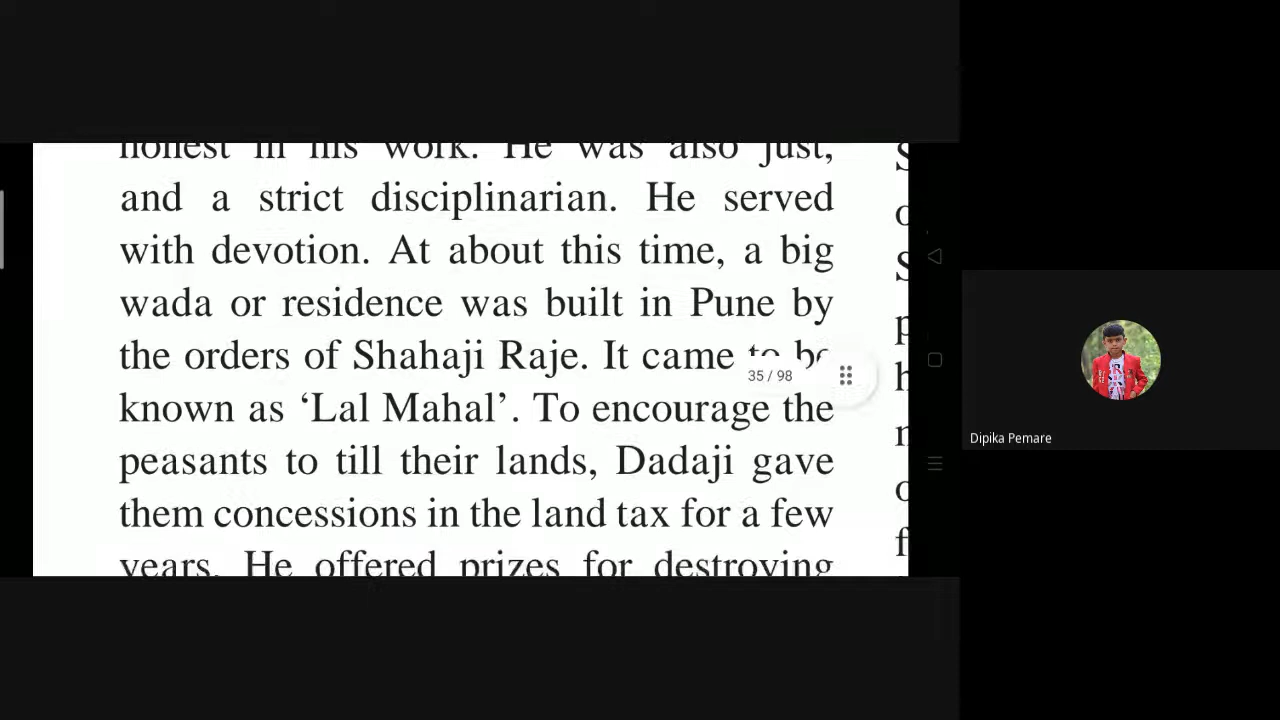 honest in his work. He was also just,
and a strict disciplinarian. He served
with devotion. At about this time, a big
wada or residence was built in Pune by
the orders of Shahaji Raje. It came to be
35 / 98
known as ‘Lal Mahal’. To encourage the
peasants to till their lands, Dadaji gave
them concessions in the land tax for a few
years. He offered prizes for destroying
Dipika Pemare